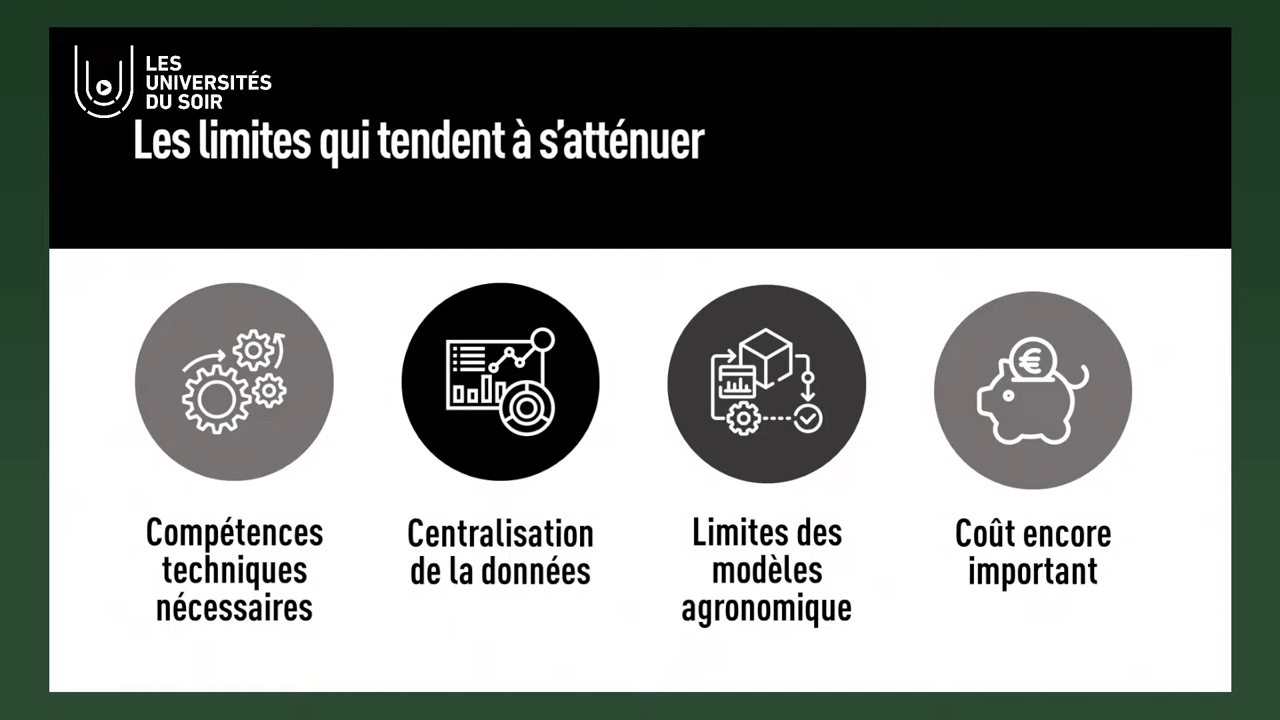 LES
UNIVERSITÉS
DU SOIR
Les limites qui tendent à s'atténuer
€
Compétences
techniques
nécessaires
Centralisation
de la données
Limites des
modèles
agronomique
Coût encore
important